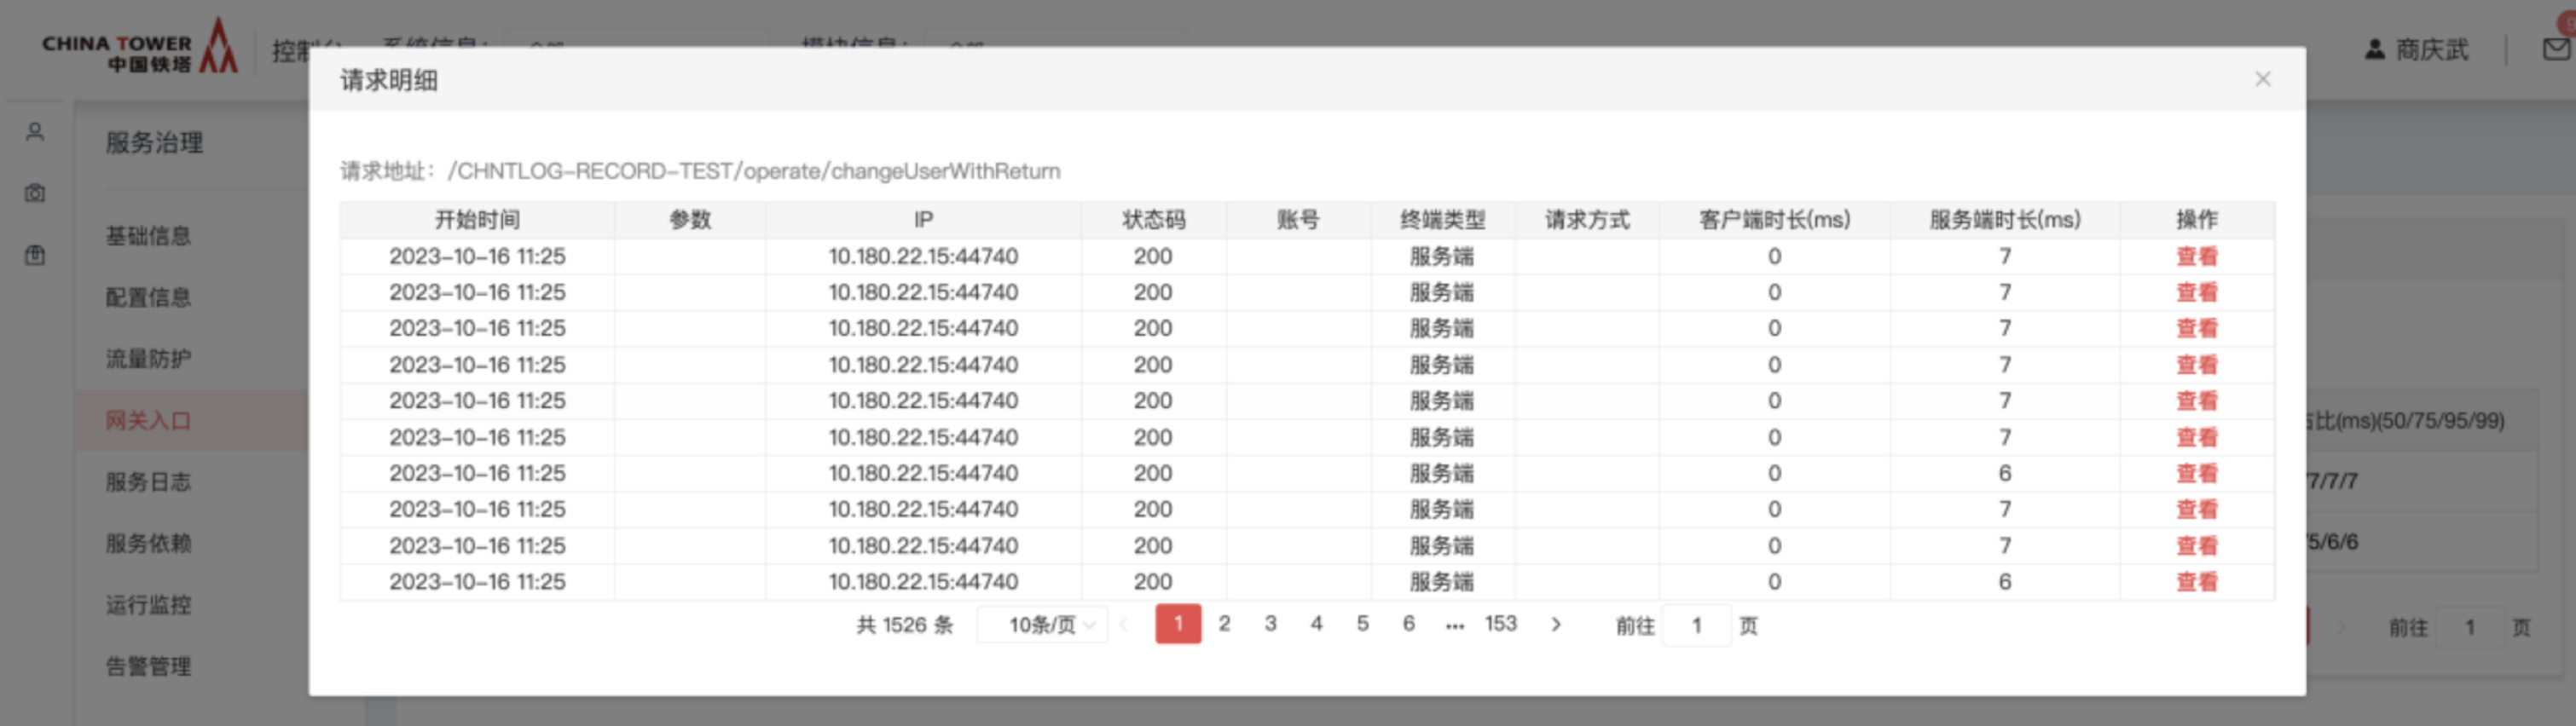 CHINA TOWER
中国铁塔
商庆武
请求明细
服务治理
请求地址：/CHNTLOG-RECORD-TEST/operate/changeUserWithReturn
开始时间 参数 IP 状态码 账号 终端类型 请求方式 客户端时长(ms) 服务端时长(ms) 操作
基础信息
2023-10-16 11:25 10.180.22.15:44740 200 服务端 0 7 查看
配置信息
2023-10-16 11:25 10.180.22.15:44740 200 服务端 0 7 查看
2023-10-16 11:25 10.180.22.15:44740 200 服务端 0 7 查看
流量防护
2023-10-16 11:25 10.180.22.15:44740 200 服务端 0 7 查看
2023-10-16 11:25 10.180.22.15:44740 200 服务端 0 7 查看
网关入口
比(ms)(50/75/95/99)
2023-10-16 11:25 10.180.22.15:44740 200 服务端 0 7 查看
2023-10-16 11:25 10.180.22.15:44740 200 服务端 0 6 查看
服务日志
/7/7/7
2023-10-16 11:25 10.180.22.15:44740 200 服务端 0 7 查看
2023-10-16 11:25 10.180.22.15:44740 200 服务端 0 7 查看
服务依赖
/5/6/6
2023-10-16 11:25 10.180.22.15:44740 200 服务端 0 6 查看
运行监控
共 1526 条 10条/页 1 2 3 4 5 6 ... 153 前往 1 页
前往 1 页
告警管理